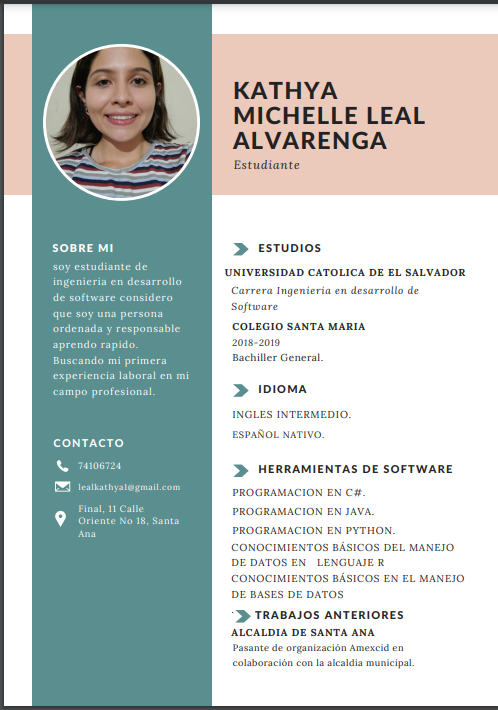 KATHYA
MICHELLE LEAL
ALVARENGA
Estudiante
SOBRE MI
soy estudiante de
ingenieria en desarrollo
de software considero
que soy una persona
ordenada y responsable
aprendo rapido.
Buscando mi primera
experiencia laboral en mi
campo profesional.
CONTACTO
74106724
lealkathya1@gmail.com
Final, 11 Calle
Oriente No 18, Santa
Ana
ESTUDIOS
UNIVERSIDAD CATOLICA DE EL SALVADOR
Carrera Ingenieria en desarrollo de
Software
COLEGIO SANTA MARIA
2018-2019
Bachiller General.
IDIOMA
INGLES INTERMEDIO.
ESPAÑOL NATIVO.
HERRAMIENTAS DE SOFTWARE
PROGRAMACION EN C#.
PROGRAMACION EN JAVA.
PROGRAMACION EN PYTHON.
CONOCIMIENTOS BÁSICOS DEL MANEJO
DE DATOS EN LENGUAJE R
CONOCIMIENTOS BÁSICOS EN EL MANEJO
DE BASES DE DATOS
TRABAJOS ANTERIORES
ALCALDIA DE SANTA ANA
Pasante de organización Amexcid en
colaboración con la alcaldia municipal.